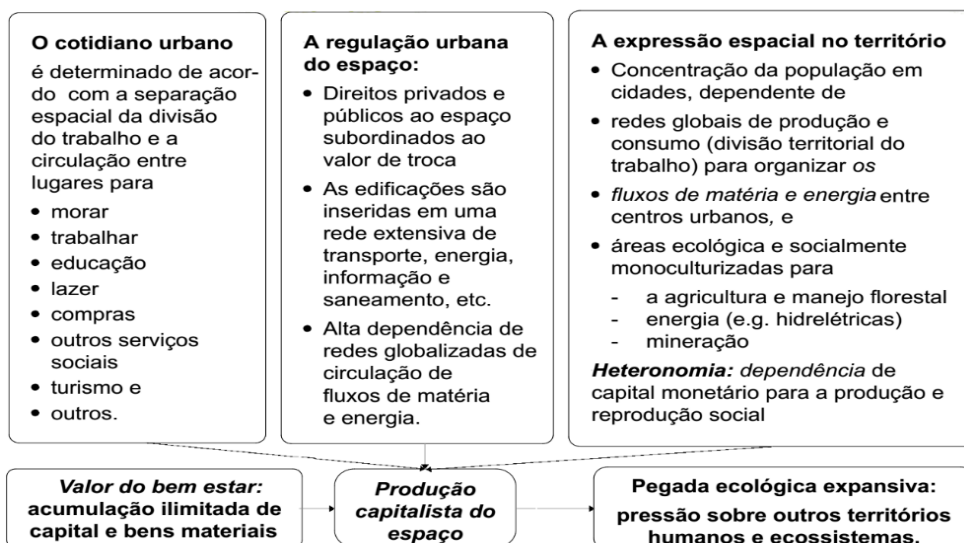 O cotidiano urbano
é determinado de acor-
do com a separação
espacial da divisão
do trabalho e a
circulação entre
lugares para
• morar
• trabalhar
• educação
• lazer
• compras
• outros serviços
sociais
• turismo e
• outros.
A regulação urbana
do espaço:
• Direitos privados e
públicos ao espaço
subordinados ao
valor de troca
• As edificações são
inseridas em uma
rede extensiva de
transporte, energia,
informação e
saneamento, etc.
• Alta dependência de
redes globalizadas de
circulação de
fluxos de matéria
e energia.
A expressão espacial no território
• Concentração da população em
cidades, dependente de
• redes globais de produção e
consumo (divisão territorial do
trabalho) para organizar os
• fluxos de matéria e energia entre
centros urbanos, e
• áreas ecológica e socialmente
monoculturizadas para
- a agricultura e manejo florestal
- energia (e.g. hidrelétricas)
- mineração
Heteronomia: dependência de
capital monetário para a produção e
reprodução social
Valor do bem estar:
acumulação ilimitada de
capital e bens materiais
Produção
capitalista do
espaço
Pegada ecológica expansiva:
pressão sobre outros territórios
humanos e ecossistemas.